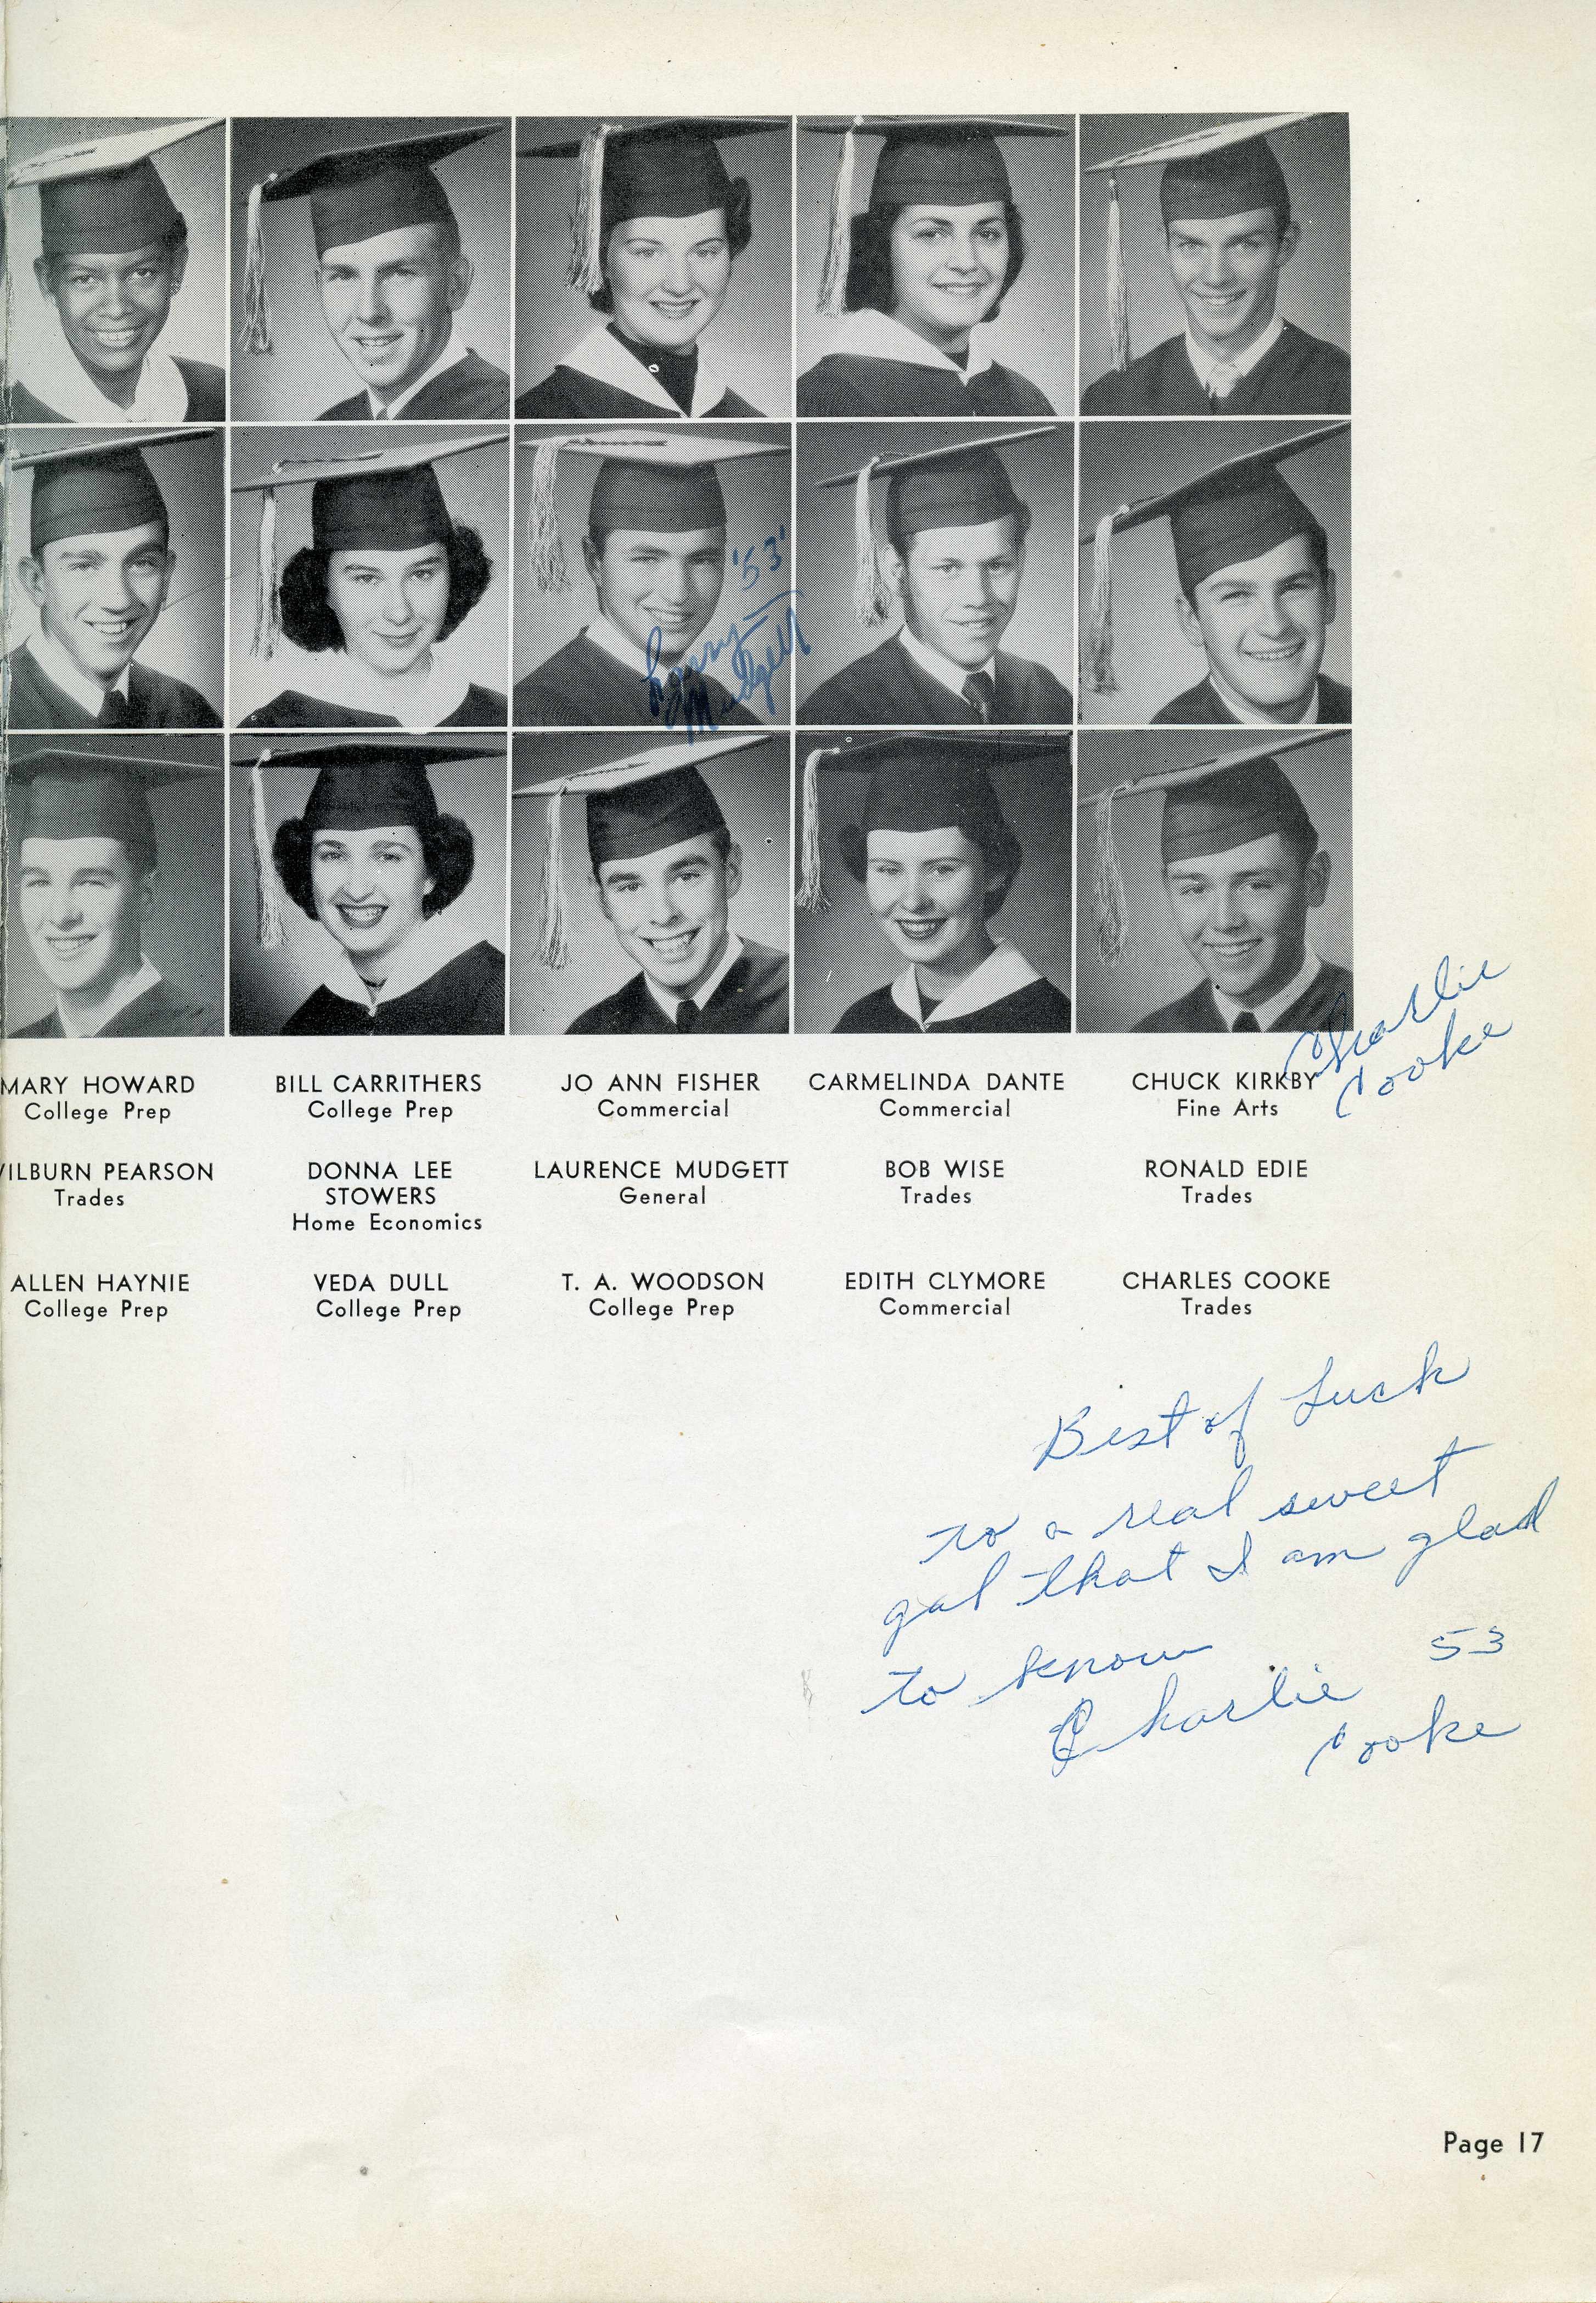 '53'
Larry
Mudgett
Charlie
Cooke
MARY HOWARD
College Prep
BILL CARRITHERS
College Prep
JO ANN FISHER
Commercial
CARMELINDA DANTE
Commercial
CHUCK KIRKBY
Fine Arts
ILBURN PEARSON
Trades
DONNA LEE
STOWERS
Home Economics
LAURENCE MUDGETT
General
BOB WISE
Trades
RONALD EDIE
Trades
ALLEN HAYNIE
College Prep
VEDA DULL
College Prep
T. A. WOODSON
College Prep
EDITH CLYMORE
Commercial
CHARLES COOKE
Trades
Best of Luck
to a real sweet
gal that I am glad
to know
Charlie 53
Cooke
Page 17